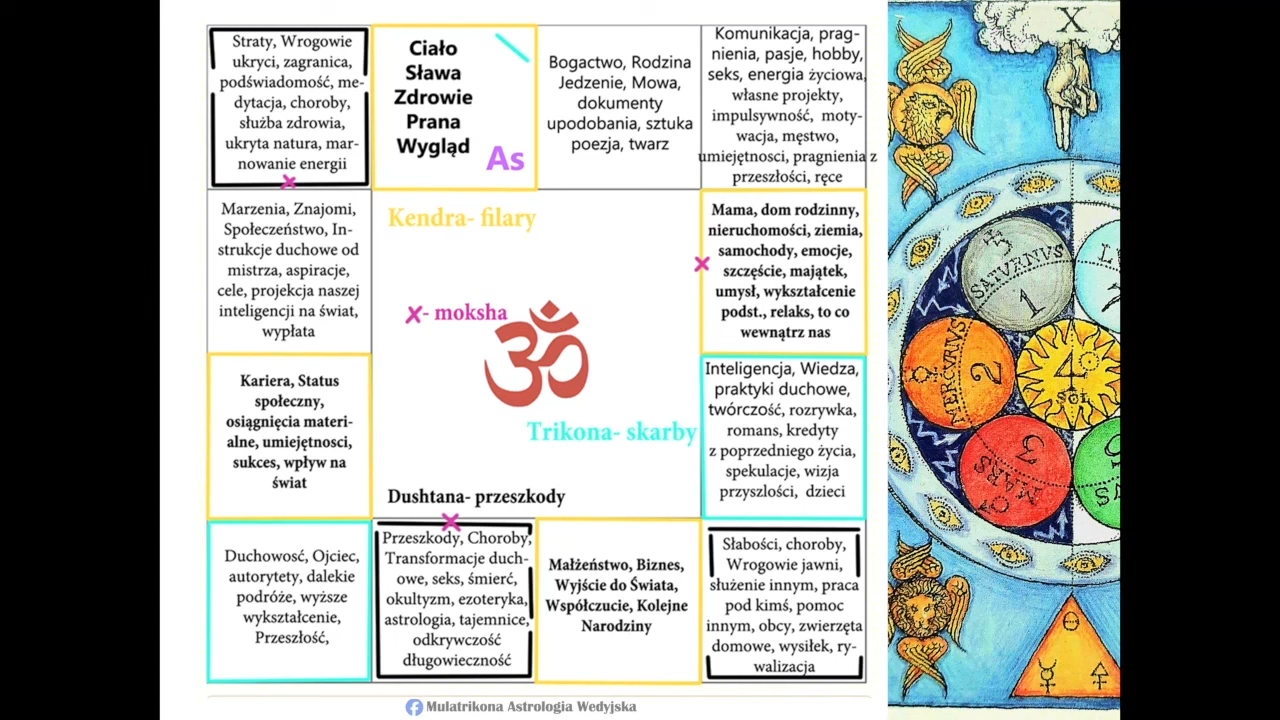 Straty, Wrogowie
ukryci, zagranica,
podświadomość, me-
dytacja, choroby,
służba zdrowia,
ukryta natura, mar-
nowanie energii
Ciało
Sława
Zdrowie
Prana
Wygląd
As
Bogactwo, Rodzina
Jedzenie, Mowa,
dokumenty
upodobania, sztuka
poezja, twarz
Komunikacja, prag-
nienia, pasje, hobby,
seks, energia życiowa,
własne projekty,
impulsywność, moty-
wacja, męstwo,
umiejętnosci, pragnienia z
przeszłości, ręce
Marzenia, Znajomi,
Społeczeństwo, In-
strukcje duchowe od
mistrza, aspiracje,
cele, projekcja naszej
inteligencji na świat,
wypłata
Kendra- filary
x- moksha
ॐ
Trikona- skarby
Dushtana- przeszkody
Mama, dom rodzinny,
nieruchomości, ziemia,
samochody, emocje,
szczęście, majątek,
umysł, wykształcenie
podst., relaks, to co
wewnątrz nas
Kariera, Status
społeczny,
osiągnięcia materi-
alne, umiejętnosci,
sukces, wpływ na
świat
Inteligencja, Wiedza,
praktyki duchowe,
twórczość, rozrywka,
romans, kredyty
z poprzedniego życia,
spekulacje, wizja
przyszlości, dzieci
Duchowosć, Ojciec,
autorytety, dalekie
podróże, wyższe
wykształcenie,
Przeszłość,
Przeszkody, Choroby,
Transformacje duch-
owe, seks, śmierć,
okultyzm, ezoteryka,
astrologia, tajemnice,
odkrywczość
długowieczność
Małżeństwo, Biznes,
Wyjście do Świata,
Współczucie, Kolejne
Narodziny
Słabości, choroby,
Wrogowie jawni,
służenie innym, praca
pod kimś, pomoc
innym, obcy, zwierzęta
domowe, wysiłek, ry-
walizacja
Mulatrikona Astrologia Wedyjska
X
SATVRNVS
1
MERCVRIVS
2
4
SOL
MARS
3